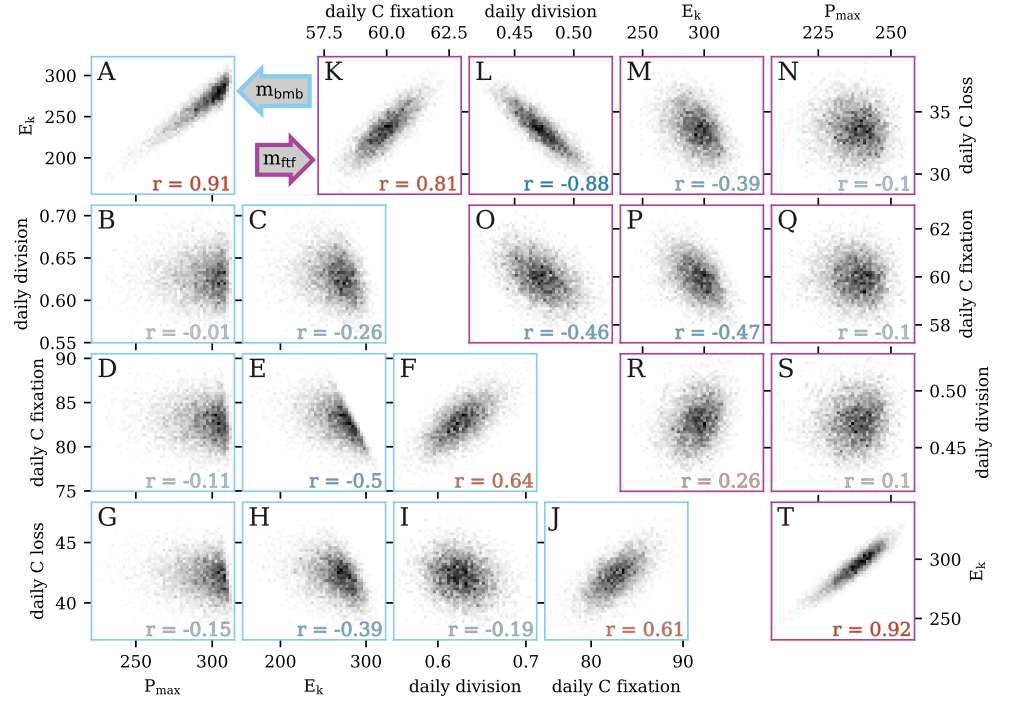 daily C fixation daily division E_k P_max
57.5 60.0 62.5 0.45 0.50 250 300 225 250
A K L M N
300 250 200
E_k
m_bmb
m_ftf
35 30
daily C loss
r = 0.91 r = 0.81 r = -0.88 r = -0.39 r = -0.1
B C O P Q
0.70 0.65 0.60 0.55
daily division
62 60 58
daily C fixation
r = -0.01 r = -0.26 r = -0.46 r = -0.47 r = -0.1
D E F R S
90 85 80 75
daily C fixation
0.50 0.45
daily division
r = -0.11 r = -0.5 r = 0.64 r = 0.26 r = 0.1
G H I J T
45 40
daily C loss
300 250
E_k
r = -0.15 r = -0.39 r = -0.19 r = 0.61 r = 0.92
250 300 200 300 0.6 0.7 80 90
P_max E_k daily division daily C fixation